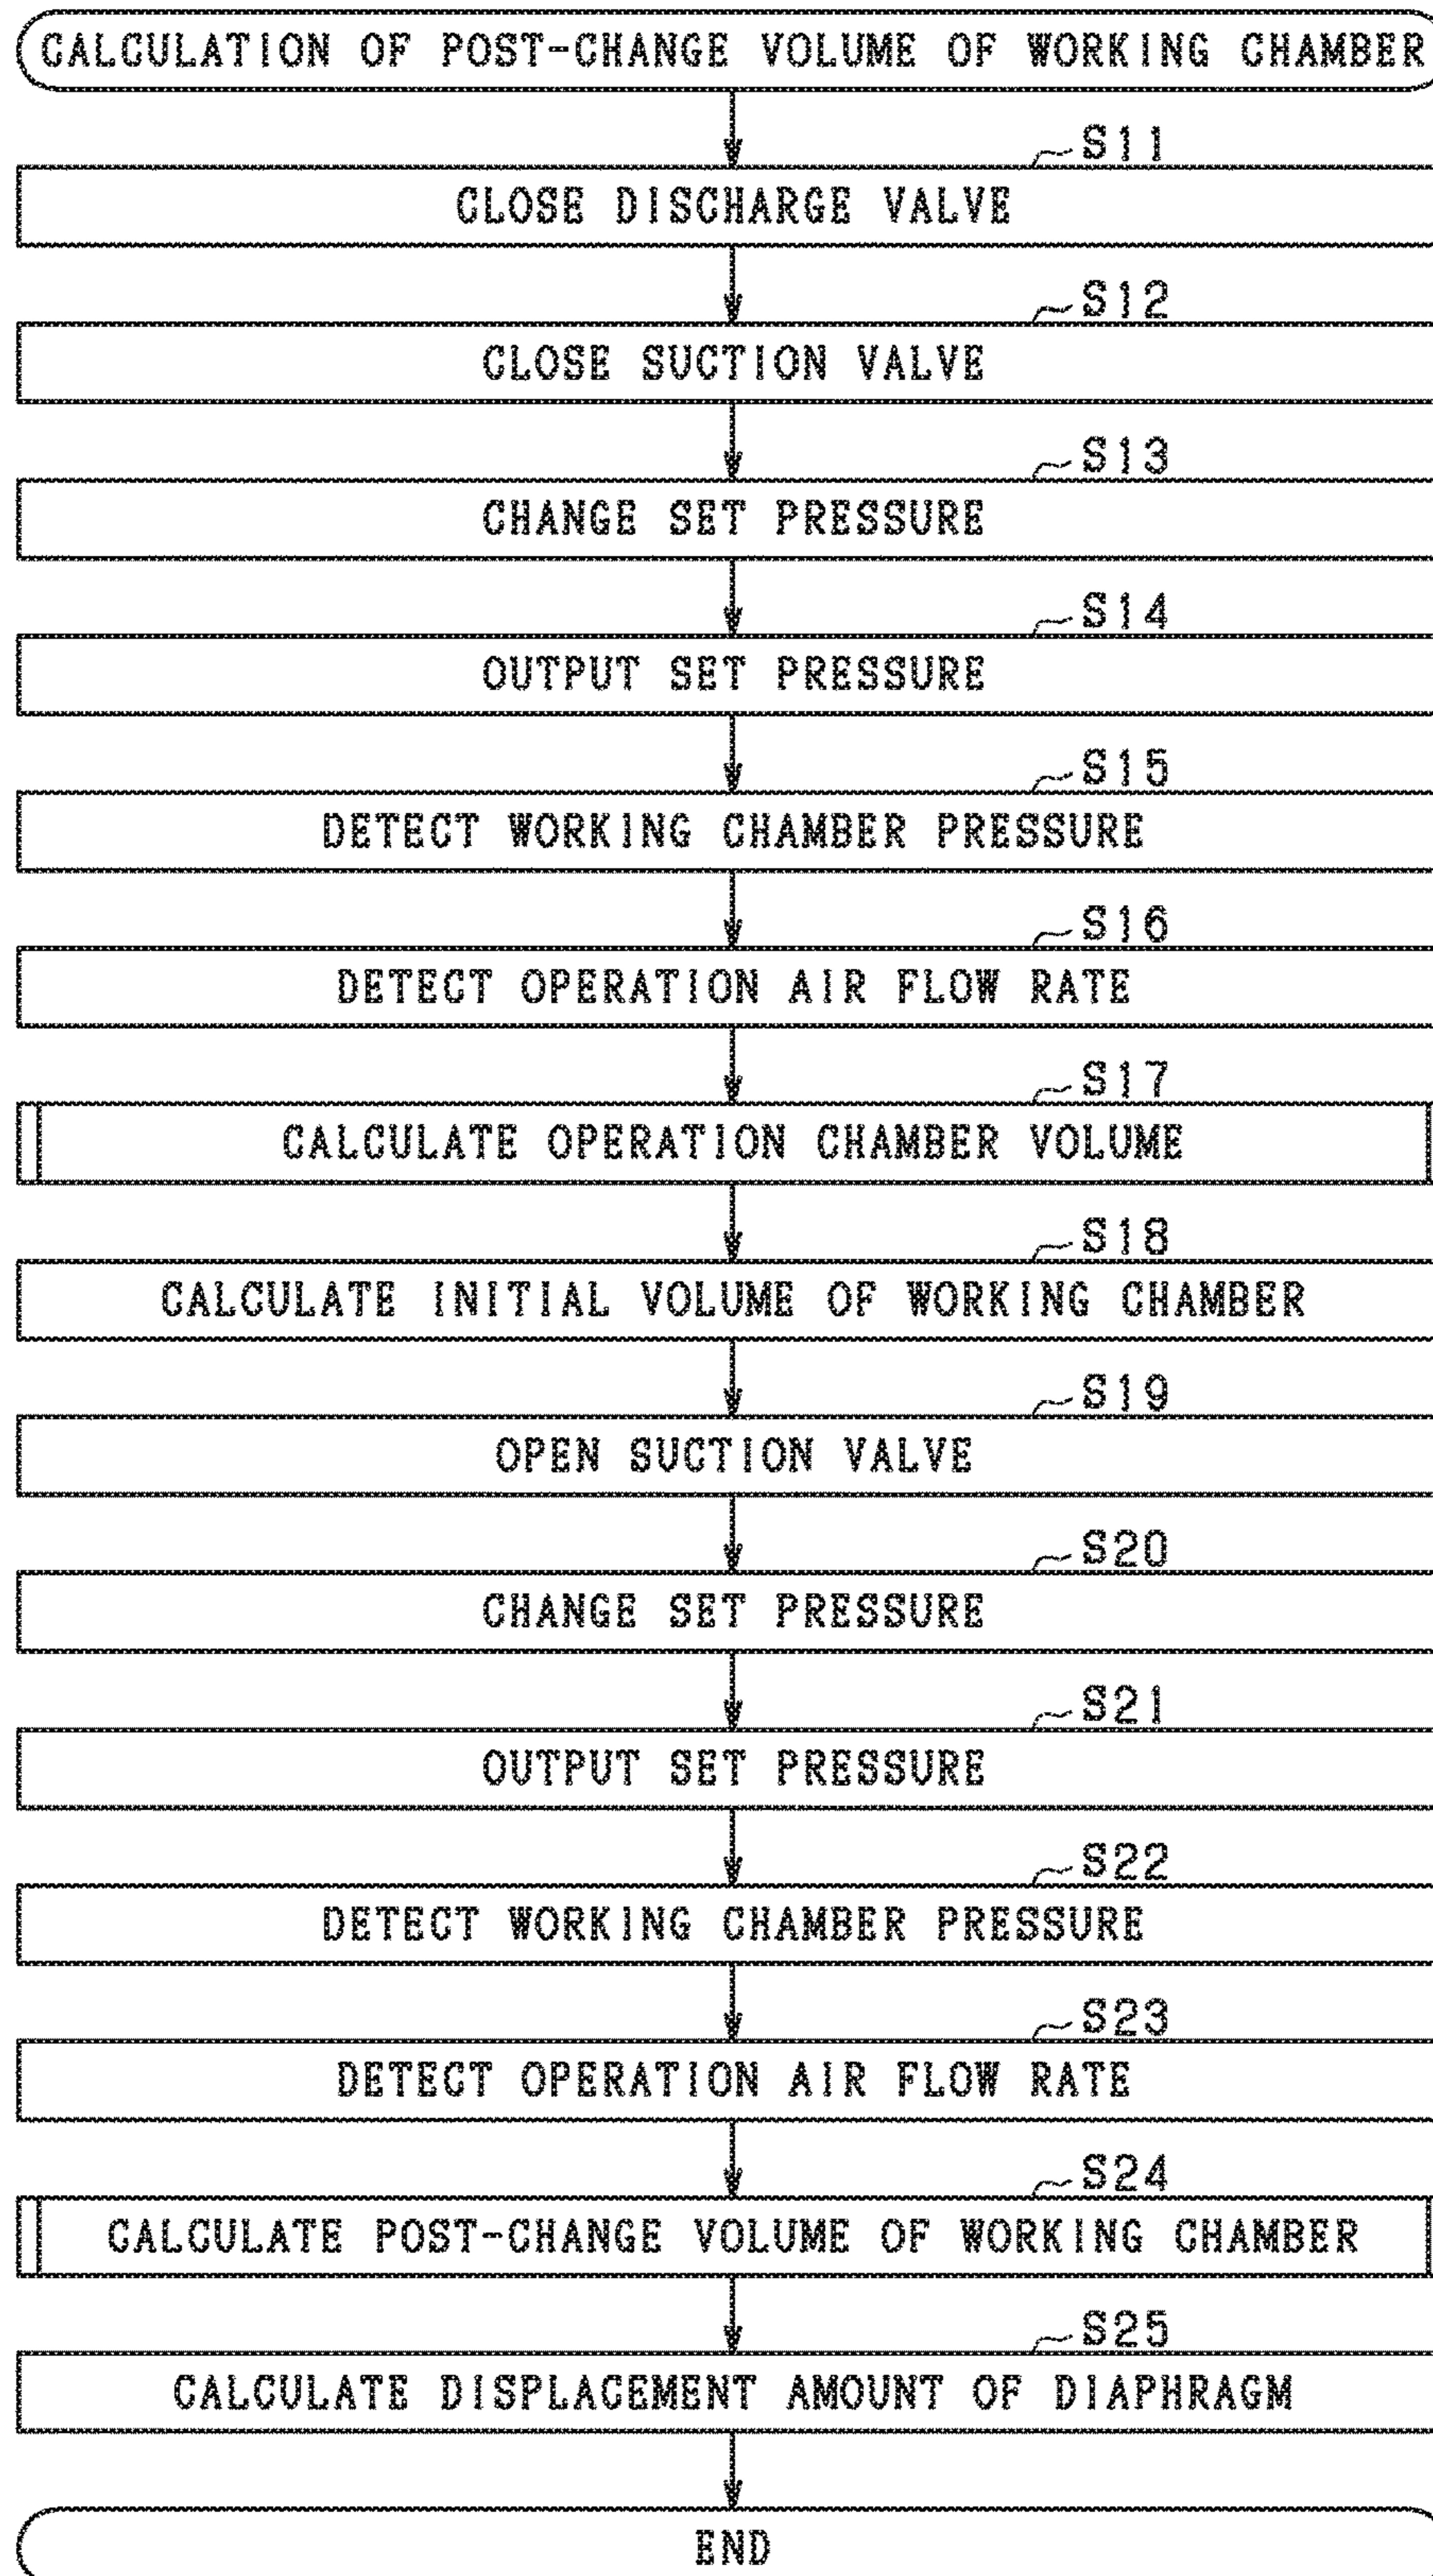 CALCULATION OF POST-CHANGE VOLUME OF WORKING CHAMBER
S11
CLOSE DISCHARGE VALVE
S12
CLOSE SUCTION VALVE
S13
CHANGE SET PRESSURE
S14
OUTPUT SET PRESSURE
S15
DETECT WORKING CHAMBER PRESSURE
S16
DETECT OPERATION AIR FLOW RATE
S17
CALCULATE OPERATION CHAMBER VOLUME
S18
CALCULATE INITIAL VOLUME OF WORKING CHAMBER
S19
OPEN SUCTION VALVE
S20
CHANGE SET PRESSURE
S21
OUTPUT SET PRESSURE
S22
DETECT WORKING CHAMBER PRESSURE
S23
DETECT OPERATION AIR FLOW RATE
S24
CALCULATE POST-CHANGE VOLUME OF WORKING CHAMBER
S25
CALCULATE DISPLACEMENT AMOUNT OF DIAPHRAGM
END